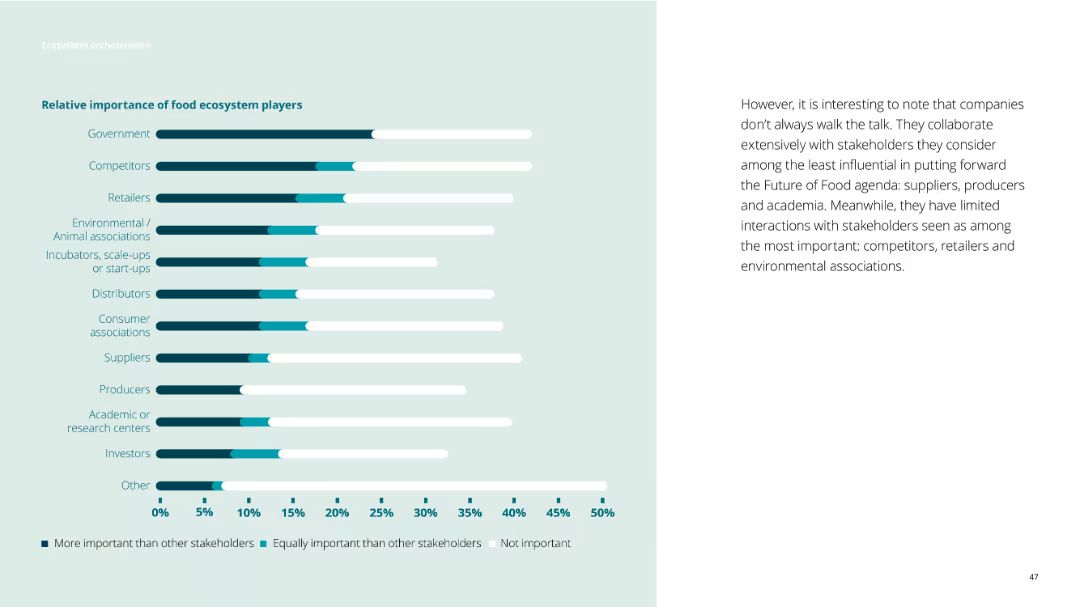 Ecosystem orchestration
Relative importance of food ecosystem players
Government
Competitors
Retailers
Environmental /
Animal associations
Incubators, scale-ups
or start-ups
Distributors
Consumer
associations
Suppliers
Producers
Academic or
research centers
Investors
Other
0% 5% 10% 15% 20% 25% 30% 35% 40% 45% 50%
More important than other stakeholders Equally important than other stakeholders Not important
However, it is interesting to note that companies
don’t always walk the talk. They collaborate
extensively with stakeholders they consider
among the least influential in putting forward
the Future of Food agenda: suppliers, producers
and academia. Meanwhile, they have limited
interactions with stakeholders seen as among
the most important: competitors, retailers and
environmental associations.
47